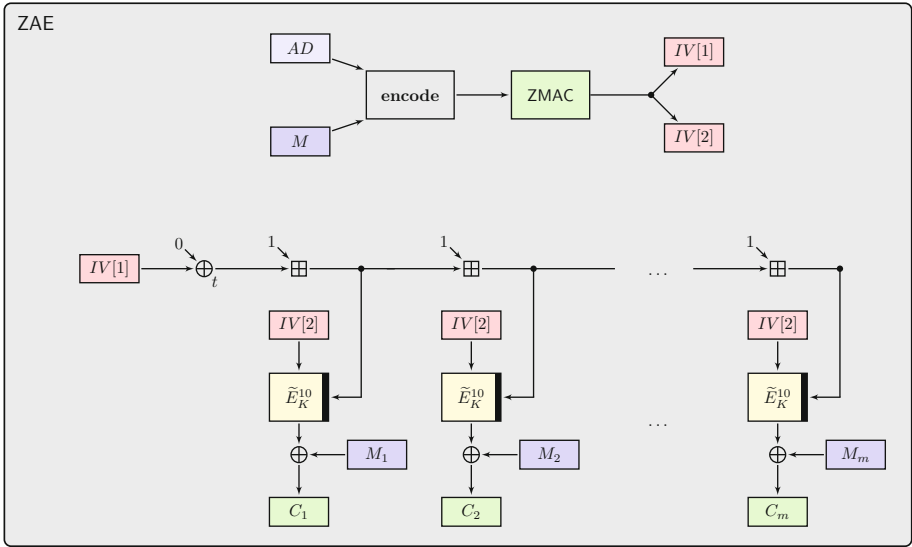 ZAE
AD
IV[1]
encode
ZMAC
M
IV[2]
0
1
1
1
IV[1]
t
...
IV[2]
IV[2]
IV[2]
Ẽ_K^10
Ẽ_K^10
Ẽ_K^10
...
M_1
M_2
M_m
C_1
C_2
C_m